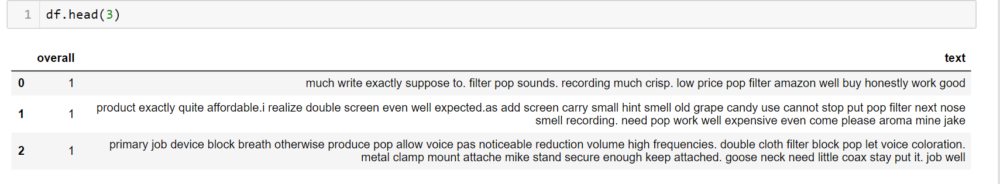 1 df.head(3)
overall text
0 1 much write exactly suppose to. filter pop sounds. recording much crisp. low price pop filter amazon well buy honestly work good
1 1 product exactly quite affordable.i realize double screen even well expected.as add screen carry small hint smell old grape candy use cannot stop put pop filter next nose
smell recording. need pop work well expensive even come please aroma mine jake
2 1 primary job device block breath otherwise produce pop allow voice pas noticeable reduction volume high frequencies. double cloth filter block pop let voice coloration.
metal clamp mount attache mike stand secure enough keep attached. goose neck need little coax stay put it. job well